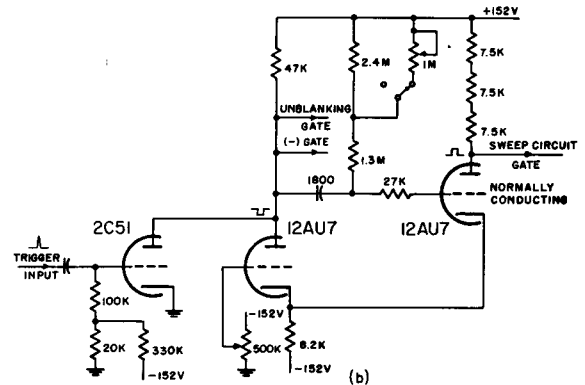 +152V
47K
2.4M
1M
7.5K
7.5K
7.5K
UNBLANKING
GATE
(-) GATE
1.3M
SWEEP CIRCUIT
GATE
1800
27K
NORMALLY
CONDUCTING
2C51
12AU7
12AU7
TRIGGER
INPUT
100K
20K
330K
-152V
-152V
500K
8.2K
-152V
(b)